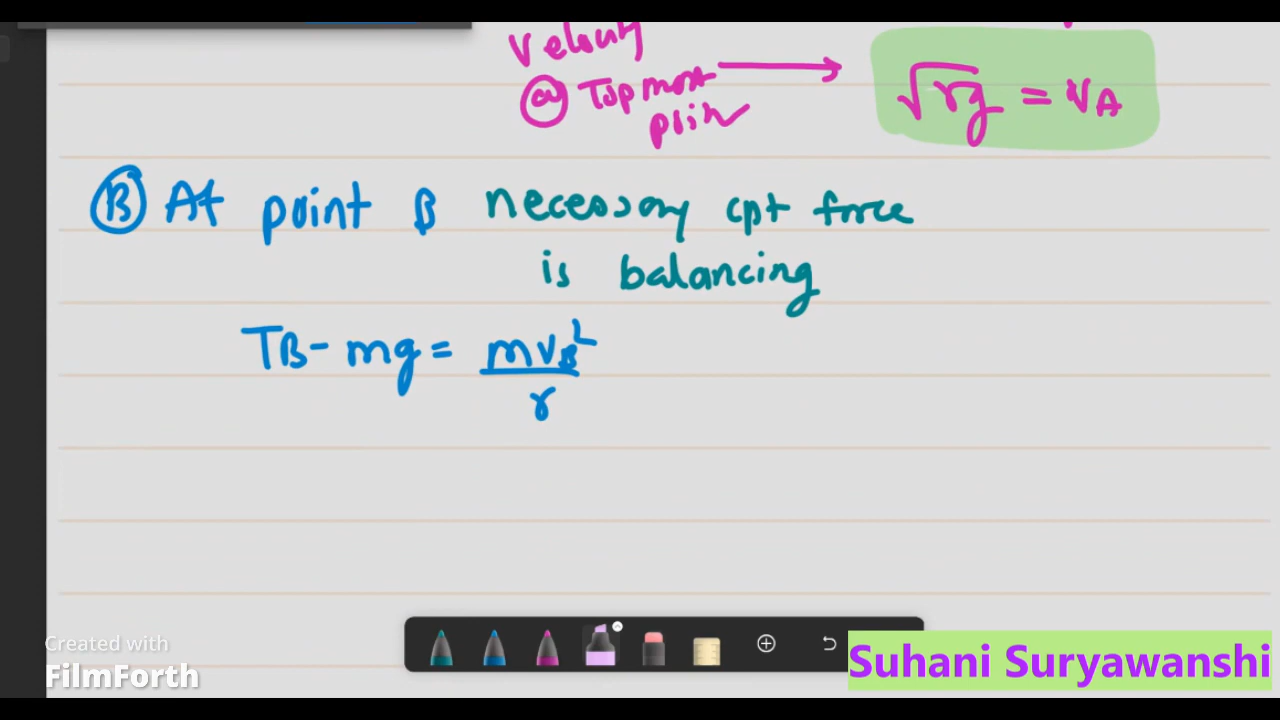 Velocity
@ Top most
point
√rg = VA
(B) At point B necessary cpt force
is balancing
TB - mg = mvB²
r
Created with
FilmForth
Suhani Suryawanshi